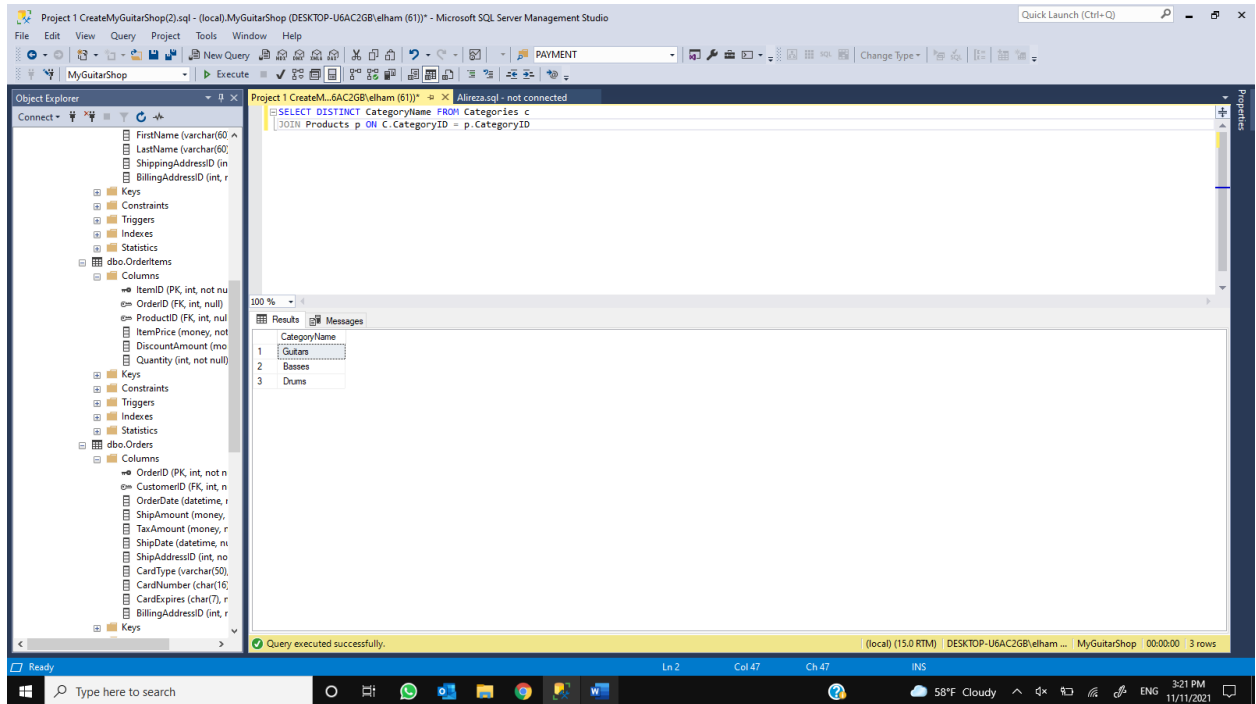 Project 1 CreateMyGuitarShop(2).sql - (local).MyGuitarShop (DESKTOP-U6AC2GB\elham (61))* - Microsoft SQL Server Management Studio
Quick Launch (Ctrl+Q)
File Edit View Query Project Tools Window Help
New Query
PAYMENT
Change Type
MyGuitarShop
Execute
Object Explorer
Project 1 CreateM...6AC2GB\elham (61))*
Alireza.sql - not connected
Properties
Connect
SELECT DISTINCT CategoryName FROM Categories c
JOIN Products p ON C.CategoryID = p.CategoryID
FirstName (varchar(60)
LastName (varchar(60)
ShippingAddressID (in
BillingAddressID (int, r
Keys
Constraints
Triggers
Indexes
Statistics
dbo.OrderItems
Columns
ItemID (PK, int, not nu
OrderID (FK, int, null)
ProductID (FK, int, nul
ItemPrice (money, not
DiscountAmount (mo
Quantity (int, not null)
Keys
Constraints
Triggers
Indexes
Statistics
dbo.Orders
Columns
OrderID (PK, int, not n
CustomerID (FK, int, n
OrderDate (datetime, r
ShipAmount (money,
TaxAmount (money, r
ShipDate (datetime, nu
ShipAddressID (int, no
CardType (varchar(50),
CardNumber (char(16)
CardExpires (char(7), r
BillingAddressID (int, r
Keys
100 %
Results Messages
CategoryName
1 Guitars
2 Basses
3 Drums
Query executed successfully.
(local) (15.0 RTM) DESKTOP-U6AC2GB\elham ... MyGuitarShop 00:00:00 3 rows
Ready
Ln 2 Col 47 Ch 47 INS
Type here to search
58°F Cloudy
ENG
3:21 PM
11/11/2021